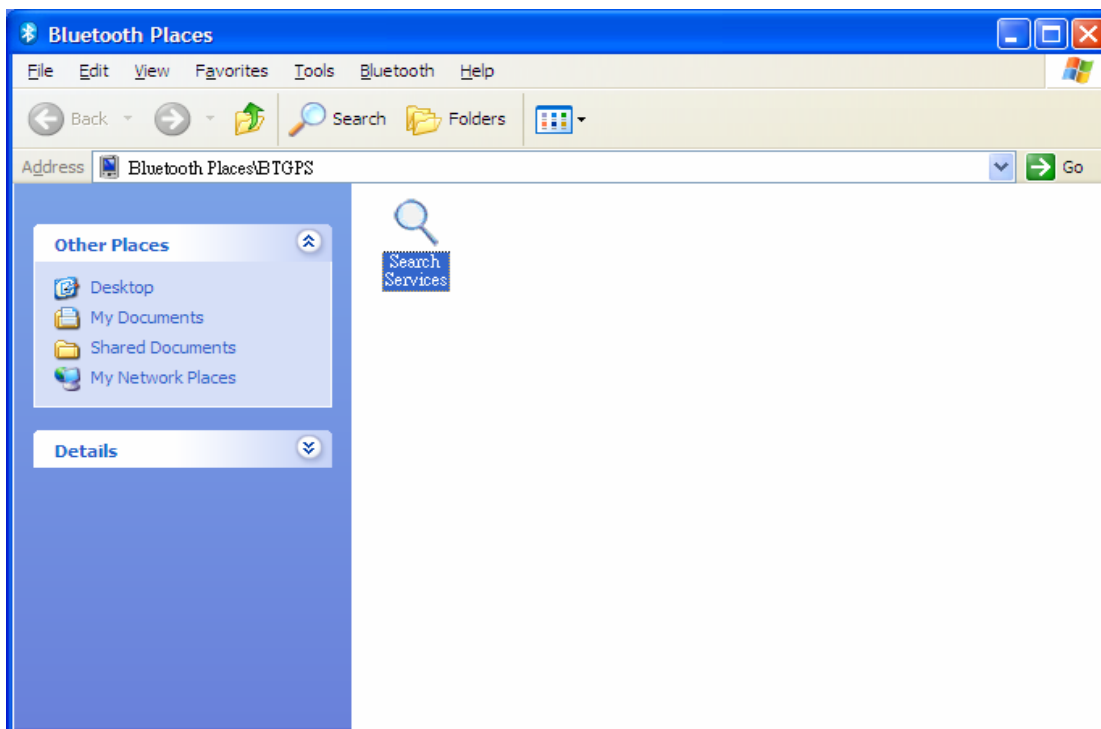 Bluetooth Places
File Edit View Favorites Tools Bluetooth Help
Back Search Folders
Address Bluetooth Places\BTGPS Go
Other Places
Desktop
My Documents
Shared Documents
My Network Places
Details
Search
Services